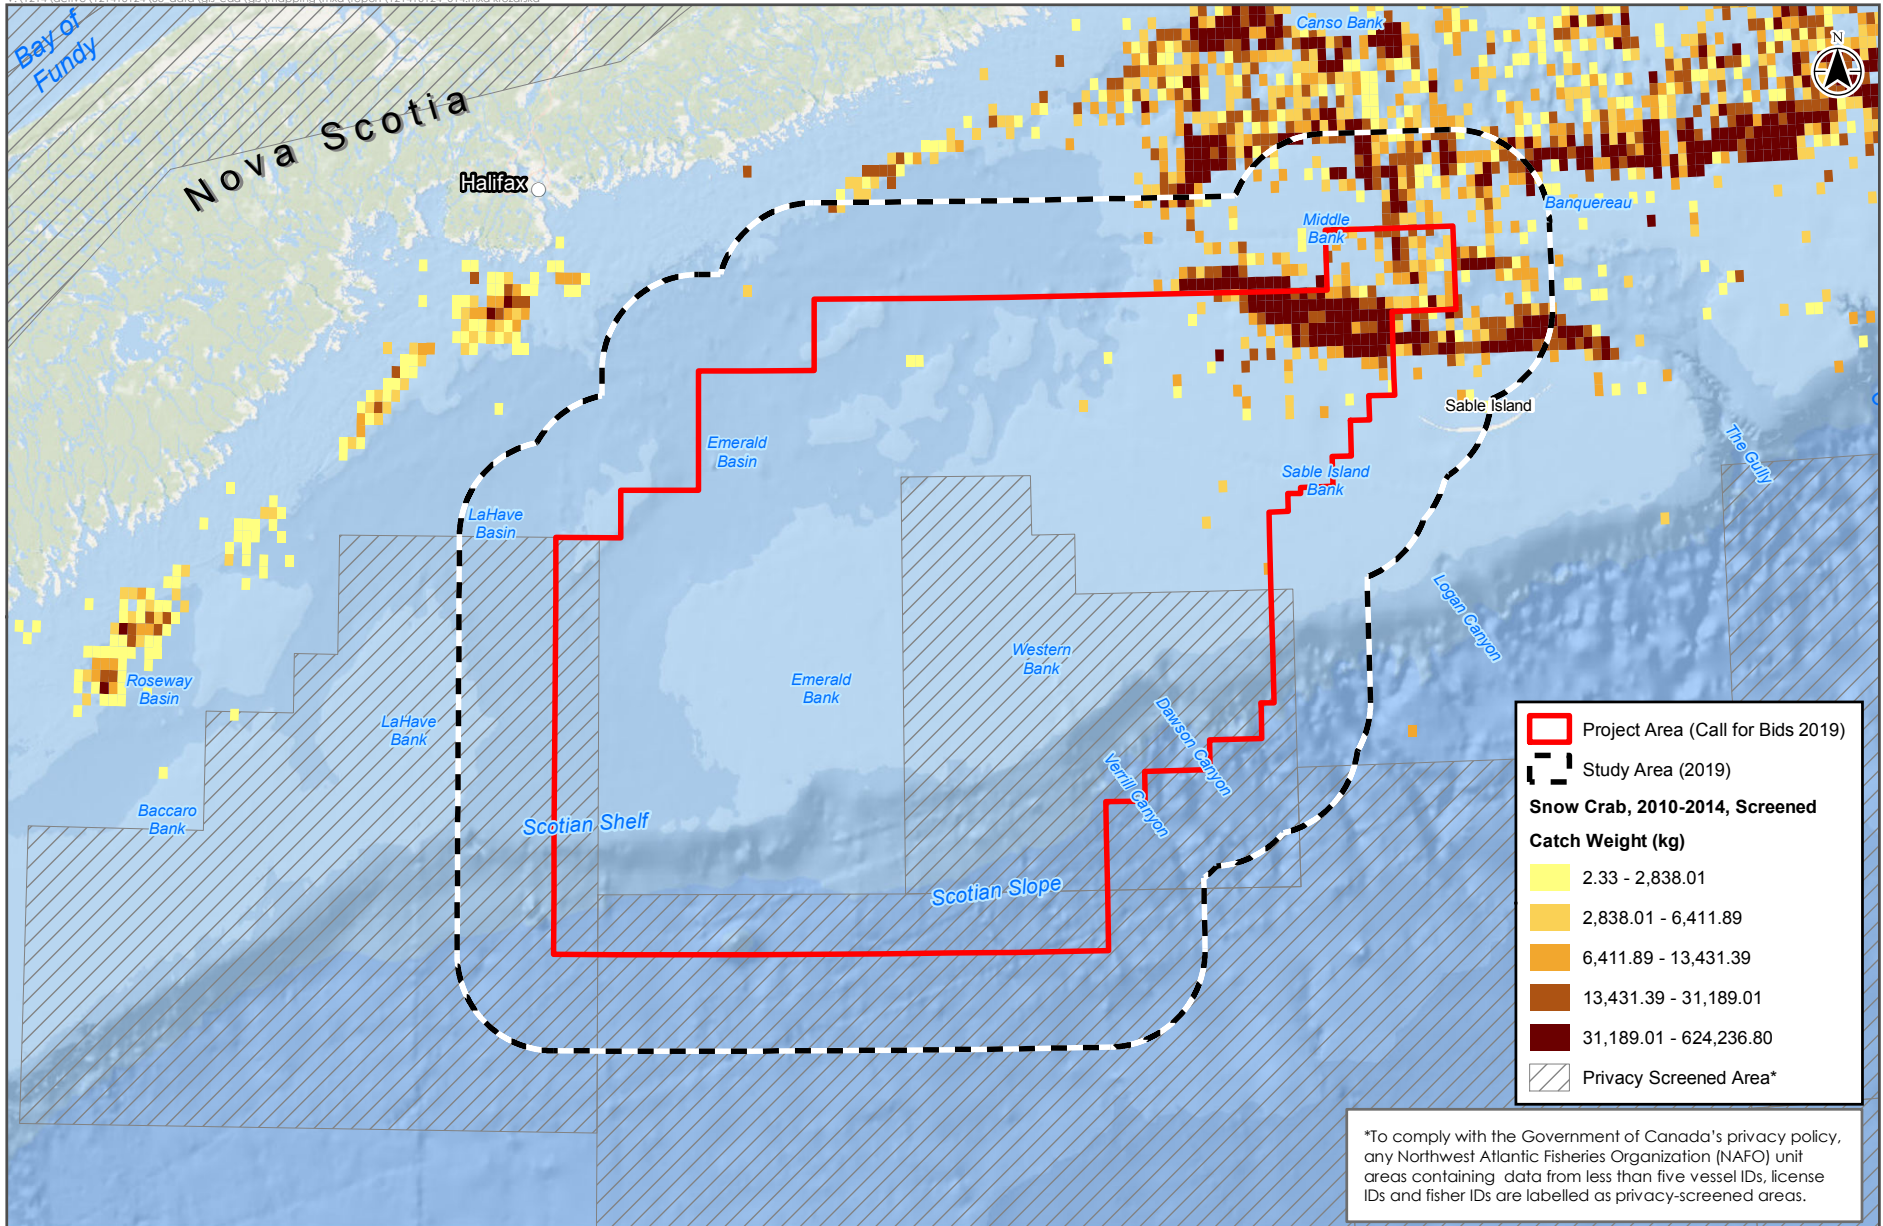 Bay of
Fundy
Nova Scotia
Halifax
Canso Bank
N
Banquereau
Middle
Bank
Sable Island
The Gully
Emerald
Basin
Sable Island
Bank
LaHave
Basin
Logan Canyon
Western
Bank
Emerald
Bank
Roseway
Basin
LaHave
Bank
Dawson Canyon
Verrill Canyon
Baccaro
Bank
Scotian Shelf
Scotian Slope
Project Area (Call for Bids 2019)
Study Area (2019)
Snow Crab, 2010-2014, Screened
Catch Weight (kg)
2.33 - 2,838.01
2,838.01 - 6,411.89
6,411.89 - 13,431.39
13,431.39 - 31,189.01
31,189.01 - 624,236.80
Privacy Screened Area*
*To comply with the Government of Canada's privacy policy,
any Northwest Atlantic Fisheries Organization (NAFO) unit
areas containing data from less than five vessel IDs, license
IDs and fisher IDs are labelled as privacy-screened areas.